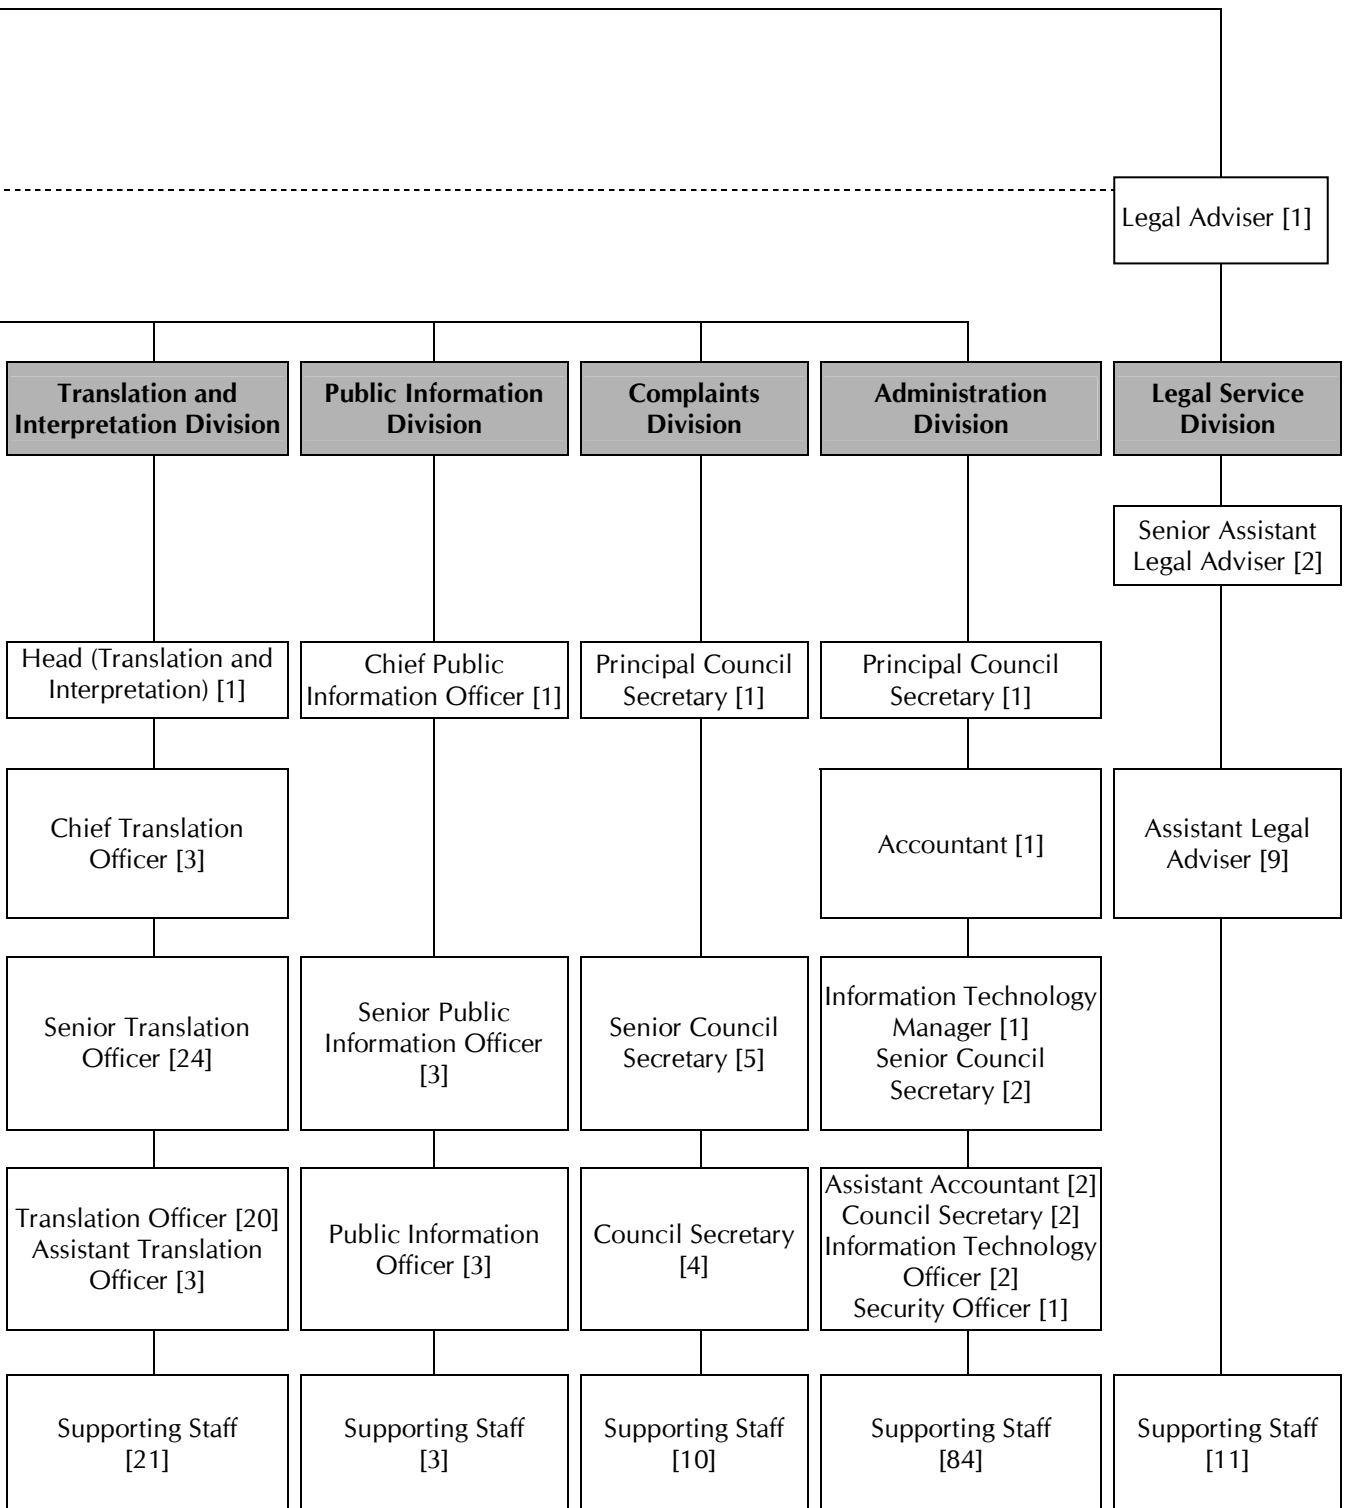 Legal Adviser [1]
Translation and
Interpretation Division
Public Information
Division
Complaints
Division
Administration
Division
Legal Service
Division
Senior Assistant
Legal Adviser [2]
Head (Translation and
Interpretation) [1]
Chief Public
Information Officer [1]
Principal Council
Secretary [1]
Principal Council
Secretary [1]
Chief Translation
Officer [3]
Accountant [1]
Assistant Legal
Adviser [9]
Senior Translation
Officer [24]
Senior Public
Information Officer
[3]
Senior Council
Secretary [5]
Information Technology
Manager [1]
Senior Council
Secretary [2]
Translation Officer [20]
Assistant Translation
Officer [3]
Public Information
Officer [3]
Council Secretary
[4]
Assistant Accountant [2]
Council Secretary [2]
Information Technology
Officer [2]
Security Officer [1]
Supporting Staff
[21]
Supporting Staff
[3]
Supporting Staff
[10]
Supporting Staff
[84]
Supporting Staff
[11]